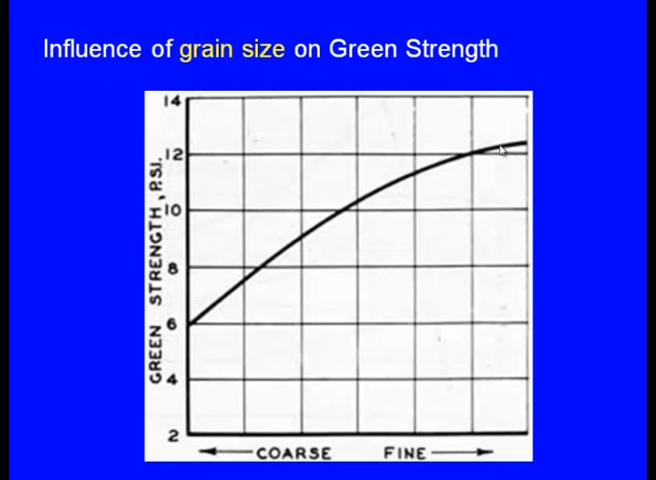 Influence of grain size on Green Strength
14
12
10
8
6
4
2
GREEN STRENGTH, P.S.I.
COARSE FINE